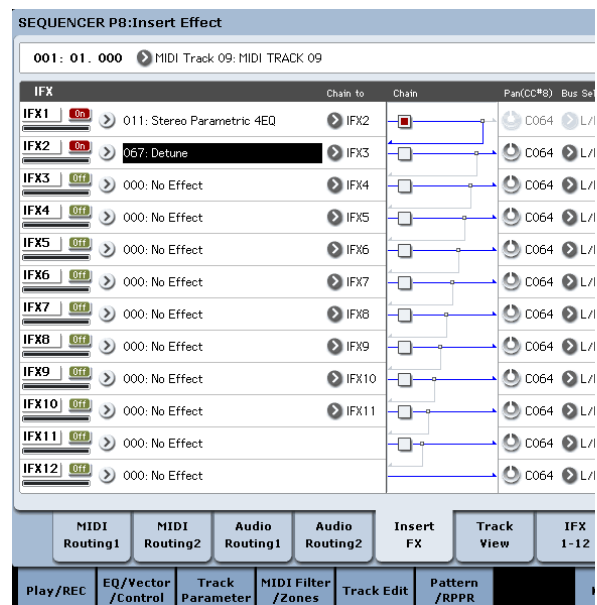 SEQUENCER P8:Insert Effect
001: 01. 000 MIDI Track 09: MIDI TRACK 09
IFX Chain to Chain Pan(CC#8) Bus Sel
IFX1 On 011: Stereo Parametric 4EQ IFX2 C064 L/
IFX2 On 067: Detune IFX3 C064 L/
IFX3 Off 000: No Effect IFX4 C064 L/
IFX4 Off 000: No Effect IFX5 C064 L/
IFX5 Off 000: No Effect IFX6 C064 L/
IFX6 Off 000: No Effect IFX7 C064 L/
IFX7 Off 000: No Effect IFX8 C064 L/
IFX8 Off 000: No Effect IFX9 C064 L/
IFX9 Off 000: No Effect IFX10 C064 L/
IFX10 Off 000: No Effect IFX11 C064 L/
IFX11 Off 000: No Effect C064 L/
IFX12 Off 000: No Effect C064 L/
MIDI Routing1 MIDI Routing2 Audio Routing1 Audio Routing2 Insert FX Track View IFX 1-12
Play/REC EQ/Vector /Control Track Parameter MIDI Filter /Zones Track Edit Pattern /RPPR